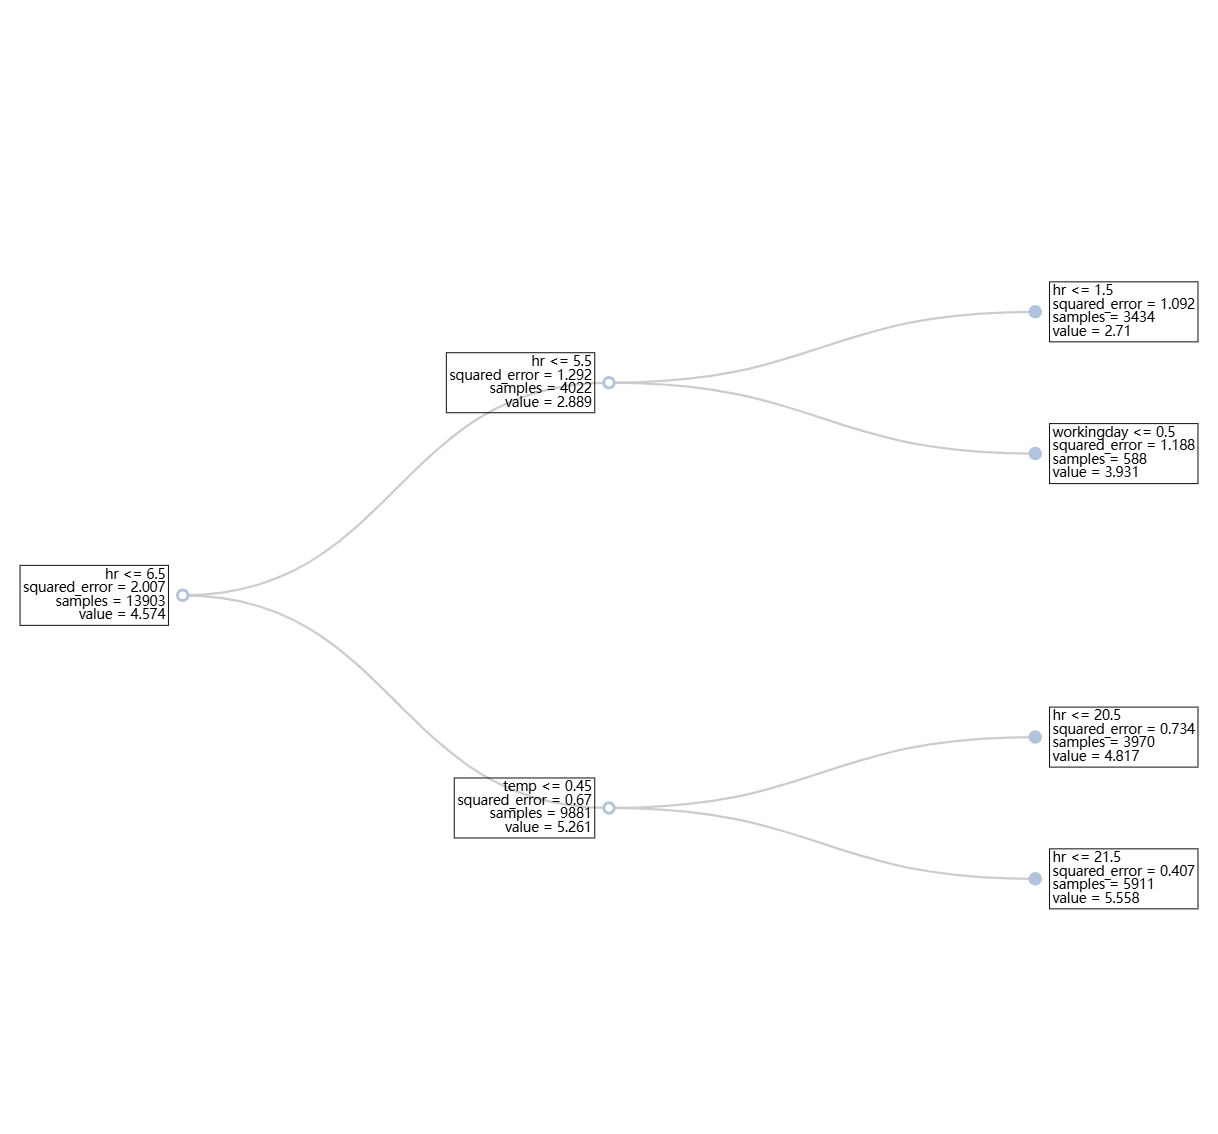 hr <= 1.5
squared_error = 1.092
samples = 3434
value = 2.71
hr <= 5.5
squared_error = 1.292
samples = 4022
value = 2.889
workingday <= 0.5
squared_error = 1.188
samples = 588
value = 3.931
hr <= 6.5
squared_error = 2.007
samples = 13903
value = 4.574
hr <= 20.5
squared_error = 0.734
samples = 3970
value = 4.817
temp <= 0.45
squared_error = 0.67
samples = 9881
value = 5.261
hr <= 21.5
squared_error = 0.407
samples = 5911
value = 5.558